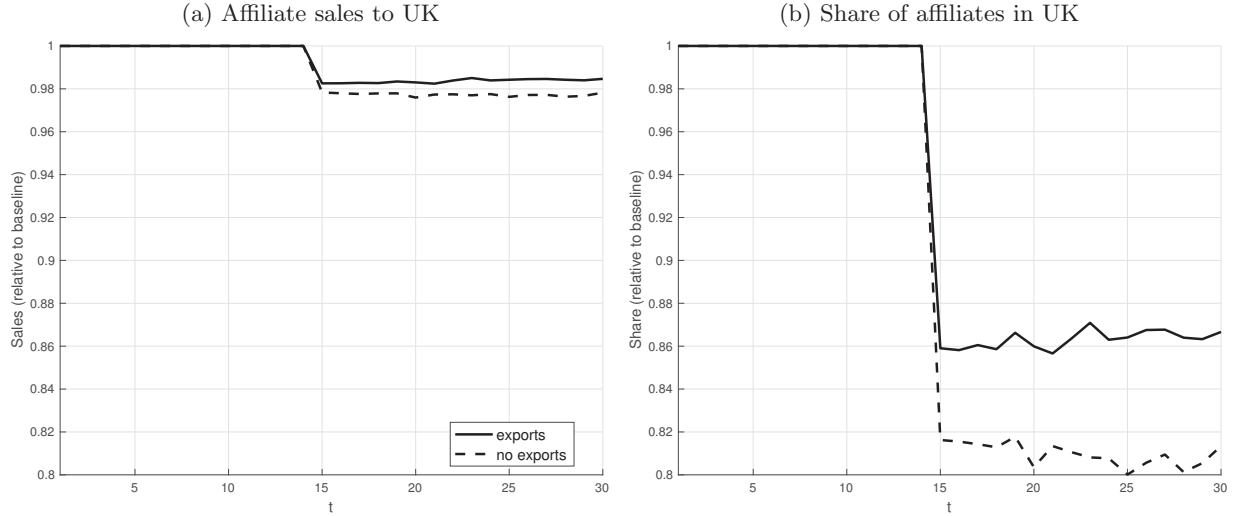 (a) Affiliate sales to UK
Sales (relative to baseline)
1
0.98
0.96
0.94
0.92
0.9
0.88
0.86
0.84
0.82
0.8
5 10 15 20 25 30
t
exports
no exports
(b) Share of affiliates in UK
Share (relative to baseline)
1
0.98
0.96
0.94
0.92
0.9
0.88
0.86
0.84
0.82
0.8
5 10 15 20 25 30
t